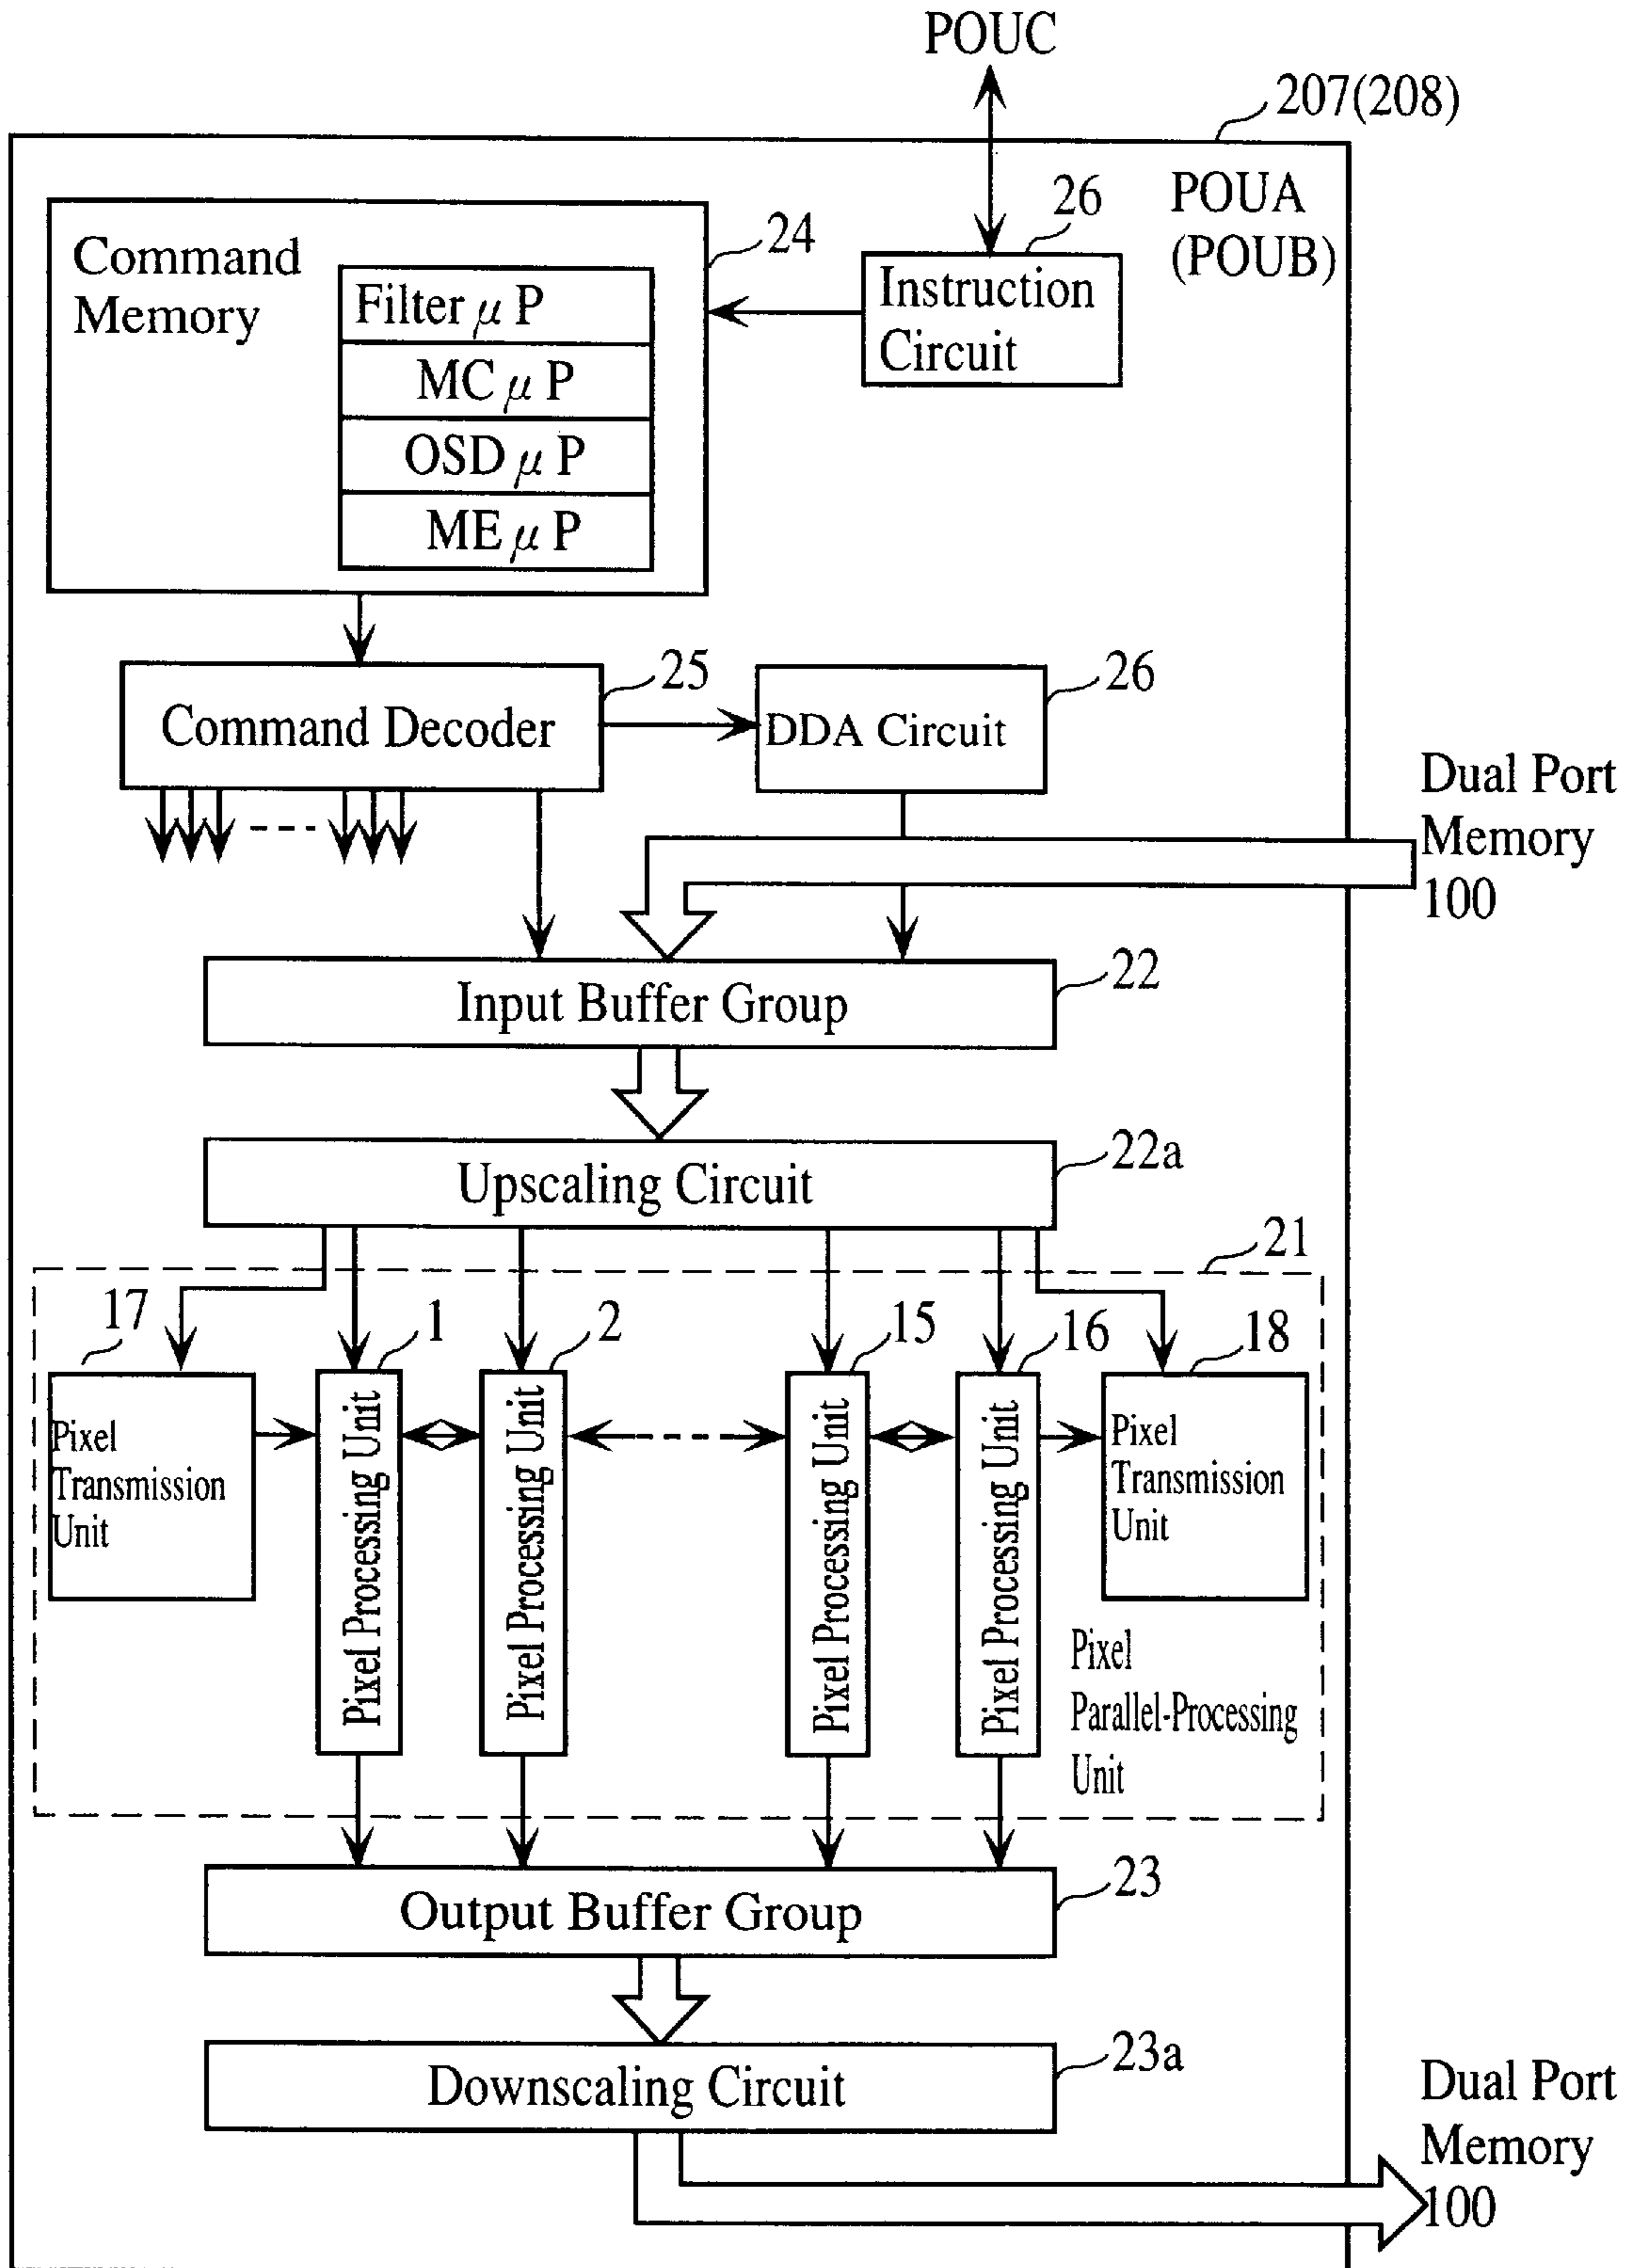 POUC
207(208)
POUA
(POUB)
26
24
Command
Memory
Filter μ P
MC μ P
OSD μ P
ME μ P
Instruction
Circuit
25
26
Command Decoder
DDA Circuit
Dual Port
Memory
100
22
Input Buffer Group
22a
Upscaling Circuit
21
17
1
2
15
16
18
Pixel
Transmission
Unit
Pixel Processing Unit
Pixel Processing Unit
Pixel Processing Unit
Pixel Processing Unit
Pixel
Transmission
Unit
Pixel
Parallel-Processing
Unit
23
Output Buffer Group
23a
Downscaling Circuit
Dual Port
Memory
100